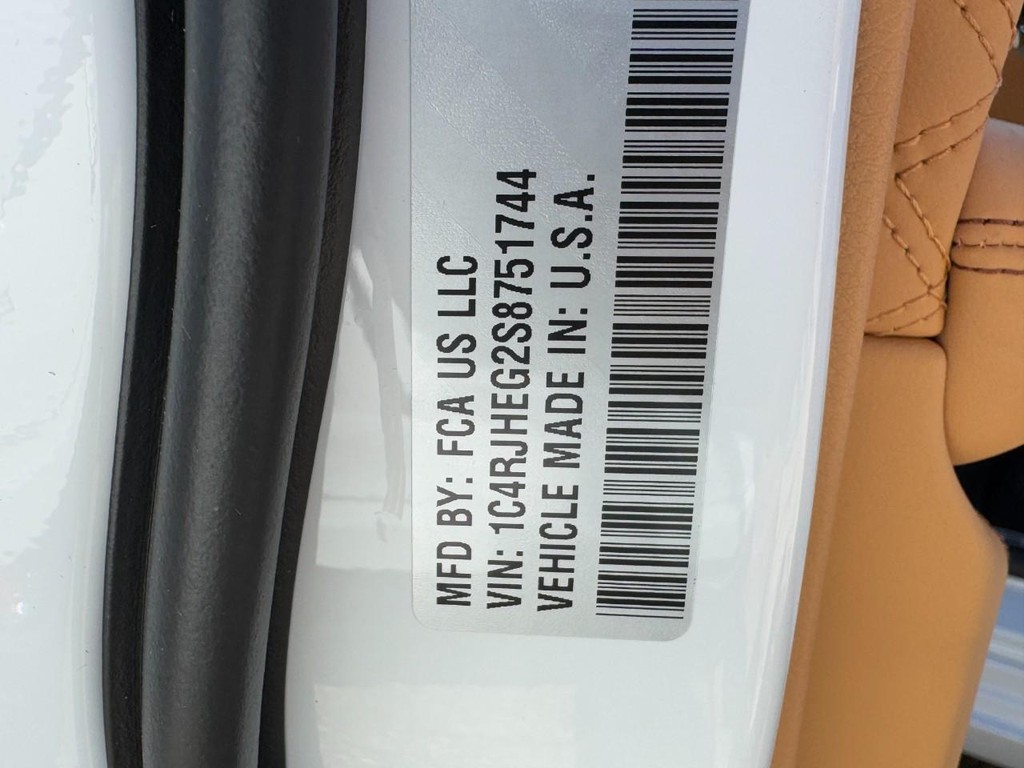 MFD BY: FCA US LLC
VIN: 1C4RJHEG2S8751744
VEHICLE MADE IN: U.S.A.